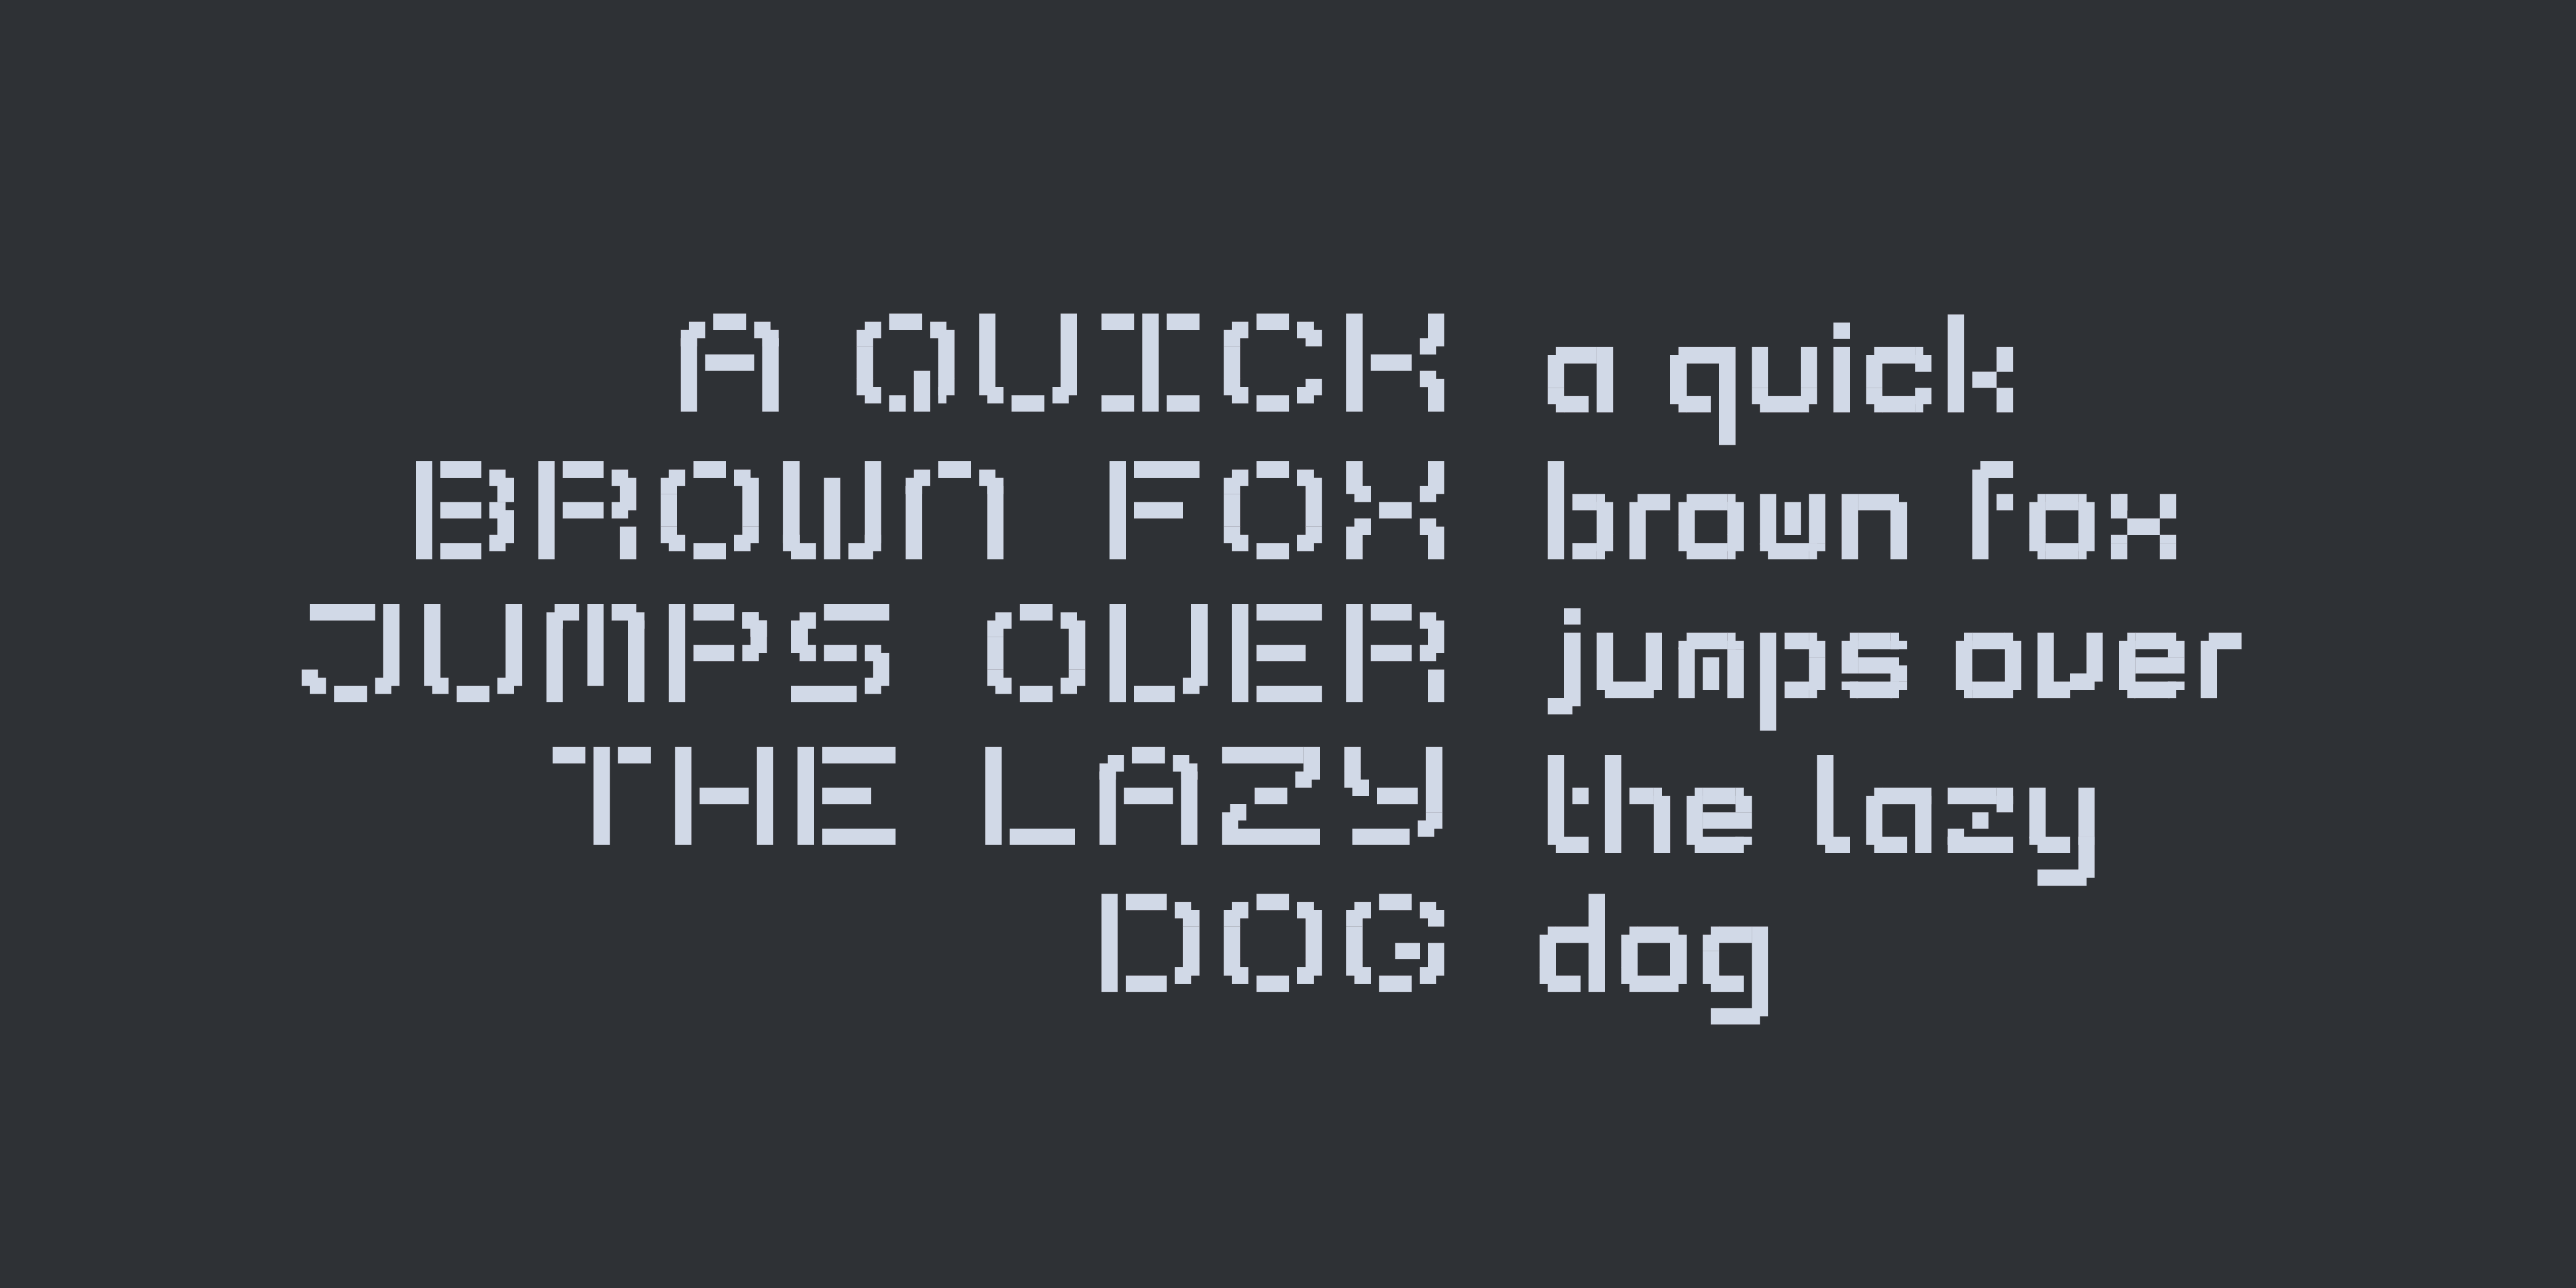 A QUICK a quick
BROWN FOX brown fox
JUMPS OVER jumps over
THE LAZY the lazy
DOG dog